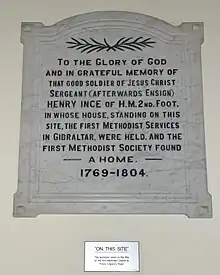 TO THE GLORY OF GOD
AND IN GRATEFUL MEMORY OF
THAT GOOD SOLDIER OF JESUS CHRIST
SERGEANT (AFTERWARDS ENSIGN)
HENRY INCE OF H.M. 2ND. FOOT.
IN WHOSE HOUSE, STANDING ON THIS
SITE, THE FIRST METHODIST SERVICES
IN GIBRALTAR, WERE HELD, AND THE
FIRST METHODIST SOCIETY FOUND
A HOME.
1769-1804.
"ON THIS SITE"